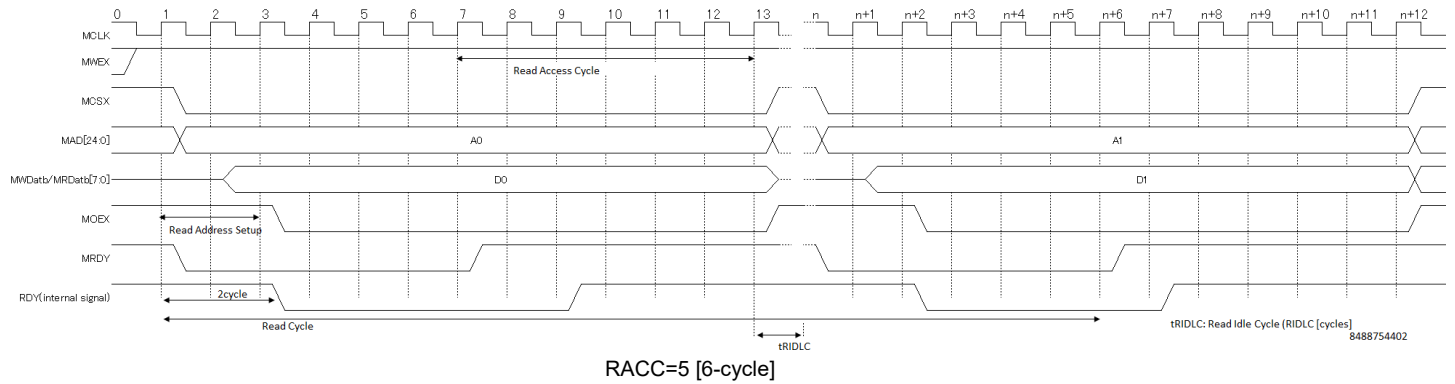 0 1 2 3 4 5 6 7 8 9 10 11 12 13 n n+1 n+2 n+3 n+4 n+5 n+6 n+7 n+8 n+9 n+10 n+11 n+12
MCLK
MWEX
Read Access Cycle
MCSX
MAD[24:0] A0 A1
MWDatb/MRDatb[7:0] D0 D1
MOEX
Read Address Setup
MRDY
RDY(internal signal) 2cycle
Read Cycle tRIDLC: Read Idle Cycle (RIDLC [cycles]
8488754402
tRIDLC
RACC=5 [6-cycle]